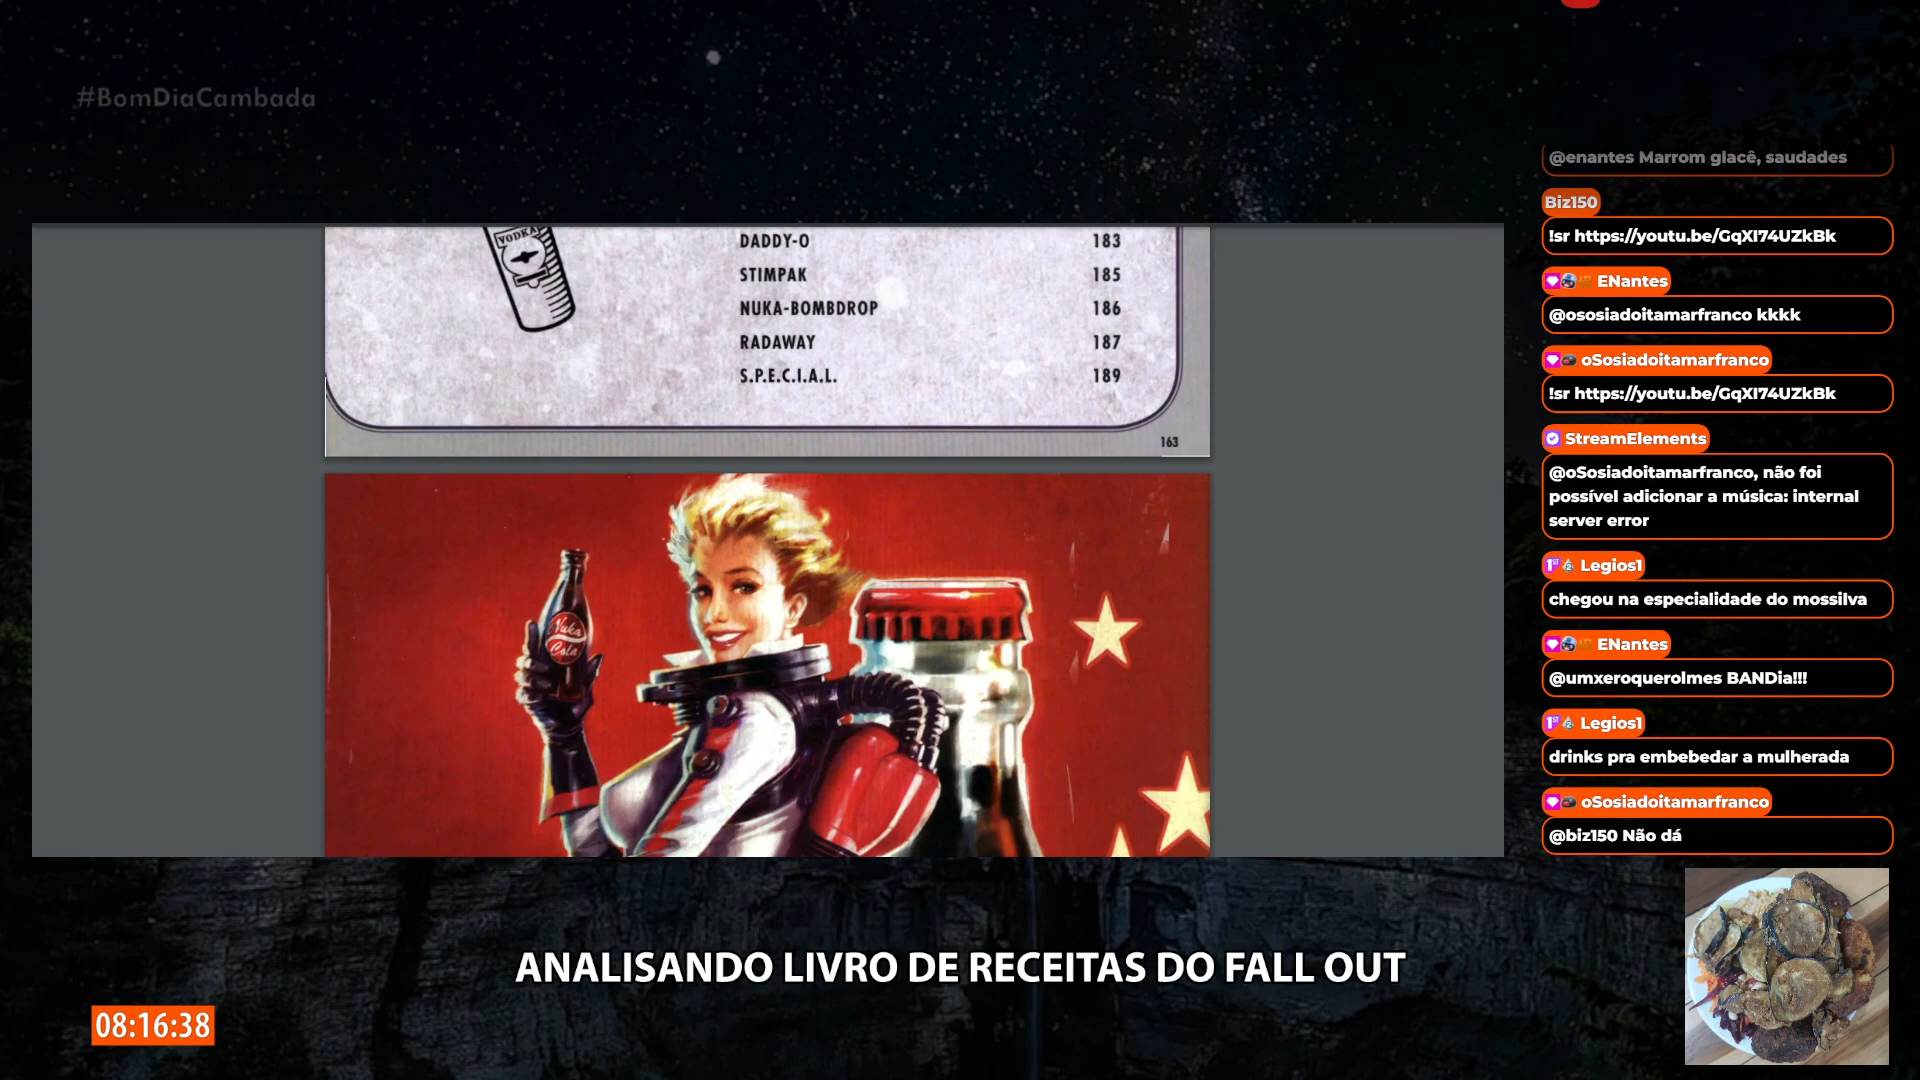 #BomDiaCambada
VODKA
DADDY-O 183
STIMPAK 185
NUKA-BOMBDROP 186
RADAWAY 187
S.P.E.C.I.A.L. 189
163
Nuka
Cola
@enantes Marrom glacê, saudades
Biz150
!sr https://youtu.be/GqXI74UZkBk
ENantes
@ososiadoitamarfranco kkkk
oSosiadoitamarfranco
!sr https://youtu.be/GqXI74UZkBk
StreamElements
@oSosiadoitamarfranco, não foi
possível adicionar a música: internal
server error
1ST Legios1
chegou na especialidade do mossilva
ENantes
@umxeroquerolmes BANDia!!!
1ST Legios1
drinks pra embebedar a mulherada
oSosiadoitamarfranco
@biz150 Não dá
ANALISANDO LIVRO DE RECEITAS DO FALL OUT
08:16:38